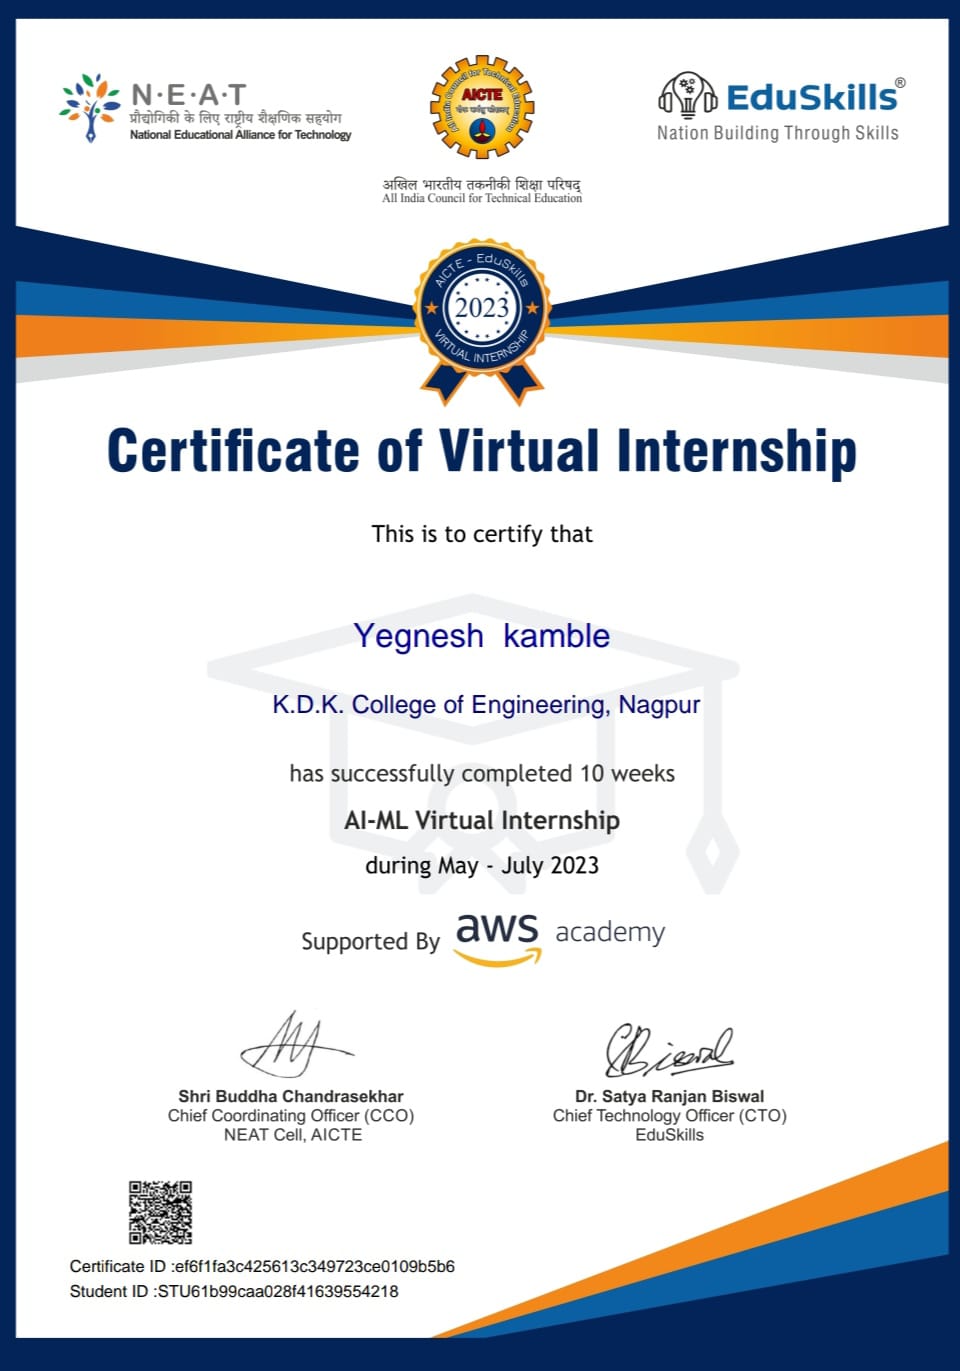 N·E·A·T
प्रौद्योगिकी के लिए राष्ट्रीय शैक्षणिक सहयोग
National Educational Alliance for Technology
All India Council for Technical Education
AICTE
EduSkills®
Nation Building Through Skills
अखिल भारतीय तकनीकी शिक्षा परिषद्
All India Council for Technical Education
AICTE - EduSkills
2023
VIRTUAL INTERNSHIP
Certificate of Virtual Internship
This is to certify that
Yegnesh kamble
K.D.K. College of Engineering, Nagpur
has successfully completed 10 weeks
AI-ML Virtual Internship
during May - July 2023
Supported By aws academy
Shri Buddha Chandrasekhar
Chief Coordinating Officer (CCO)
NEAT Cell, AICTE
Biswal
Dr. Satya Ranjan Biswal
Chief Technology Officer (CTO)
EduSkills
Certificate ID :ef6f1fa3c425613c349723ce0109b5b6
Student ID :STU61b99caa028f41639554218